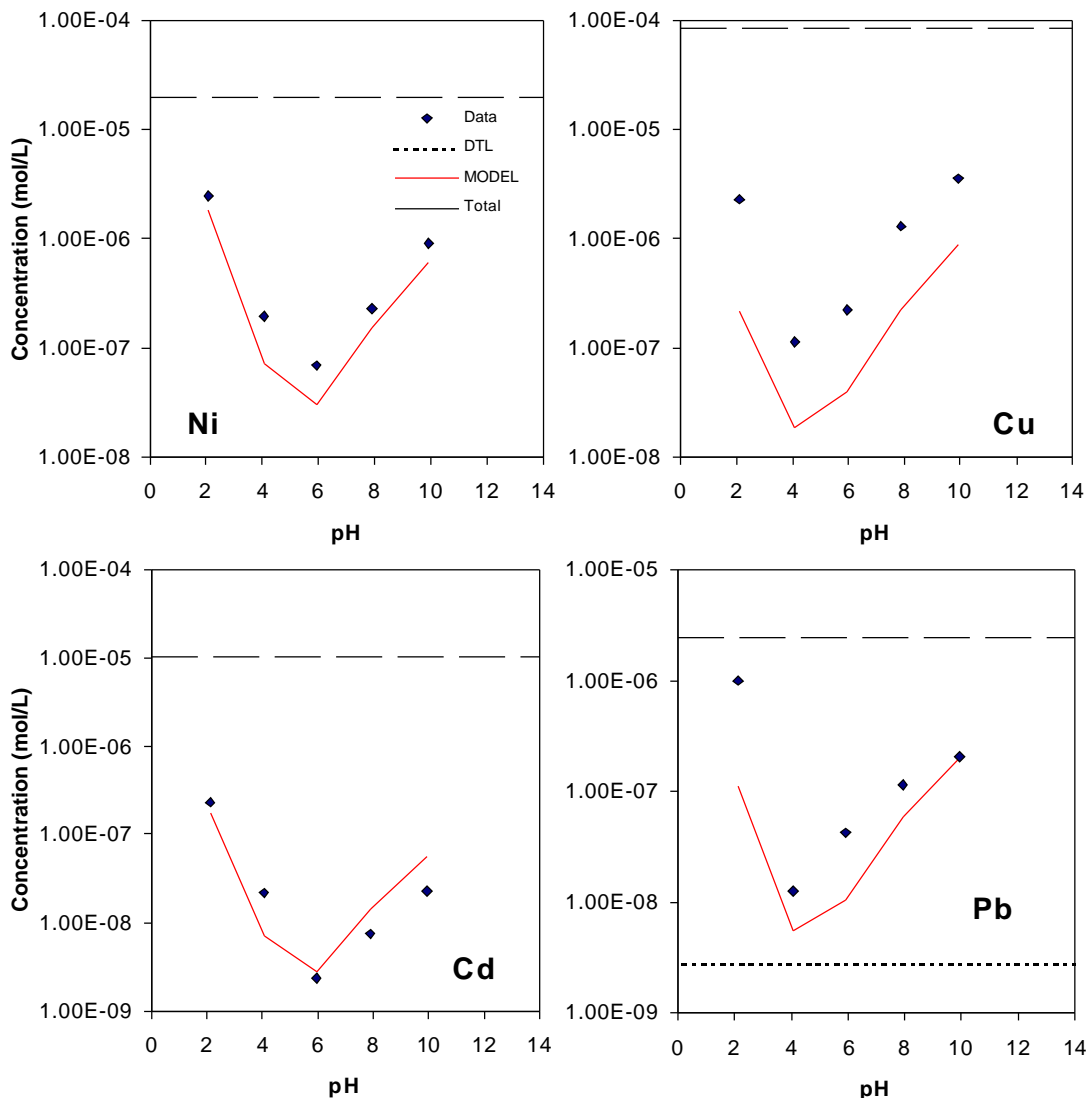 1.00E-04
1.00E-05
1.00E-06
1.00E-07
1.00E-08
Concentration (mol/L)
Data
DTL
MODEL
Total
Ni
0 2 4 6 8 10 12 14
pH
1.00E-04
1.00E-05
1.00E-06
1.00E-07
1.00E-08
Cu
0 2 4 6 8 10 12 14
pH
1.00E-04
1.00E-05
1.00E-06
1.00E-07
1.00E-08
1.00E-09
Concentration (mol/L)
Cd
0 2 4 6 8 10 12 14
pH
1.00E-05
1.00E-06
1.00E-07
1.00E-08
1.00E-09
Pb
0 2 4 6 8 10 12 14
pH